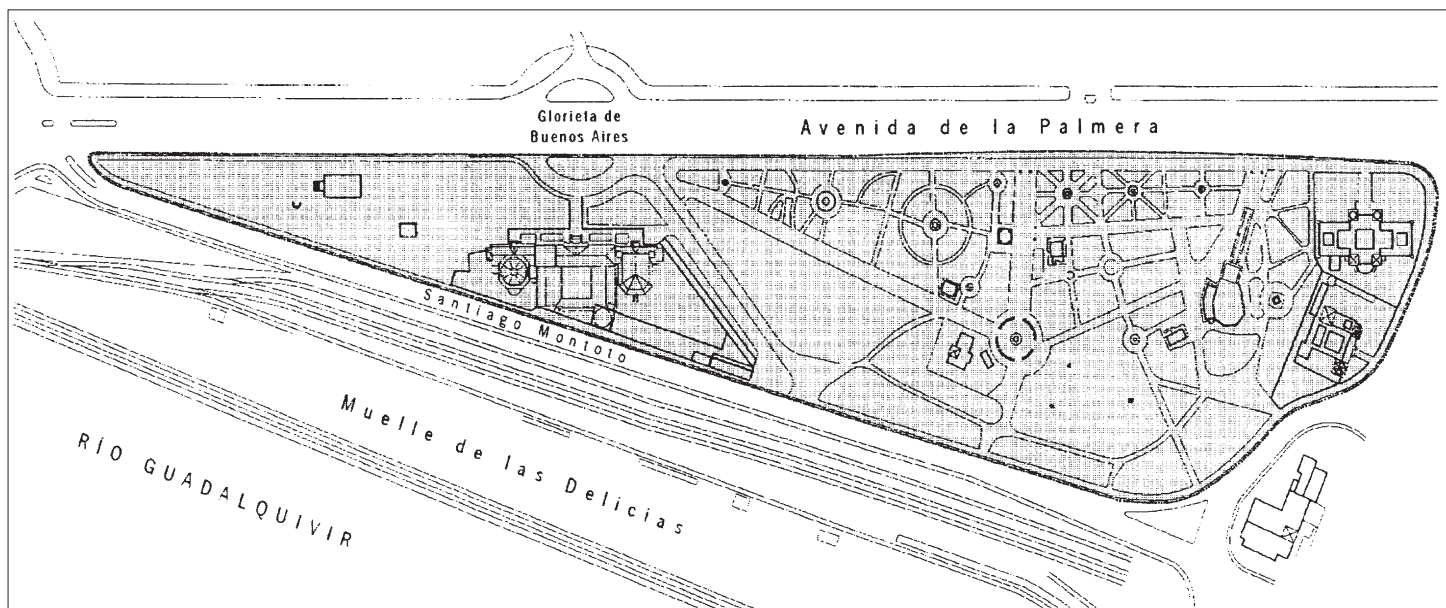 Glorieta de
Buenos Aires
Avenida de la Palmera
Santiago Montoto
Muelle de las Delicias
RÍO GUADALQUIVIR